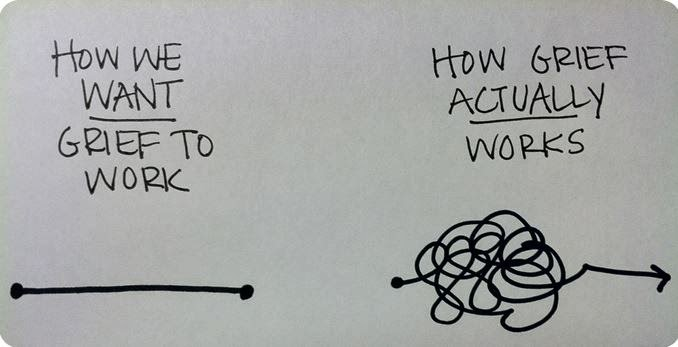 HOW WE
WANT
GRIEF TO
WORK
HOW GRIEF
ACTUALLY
WORKS